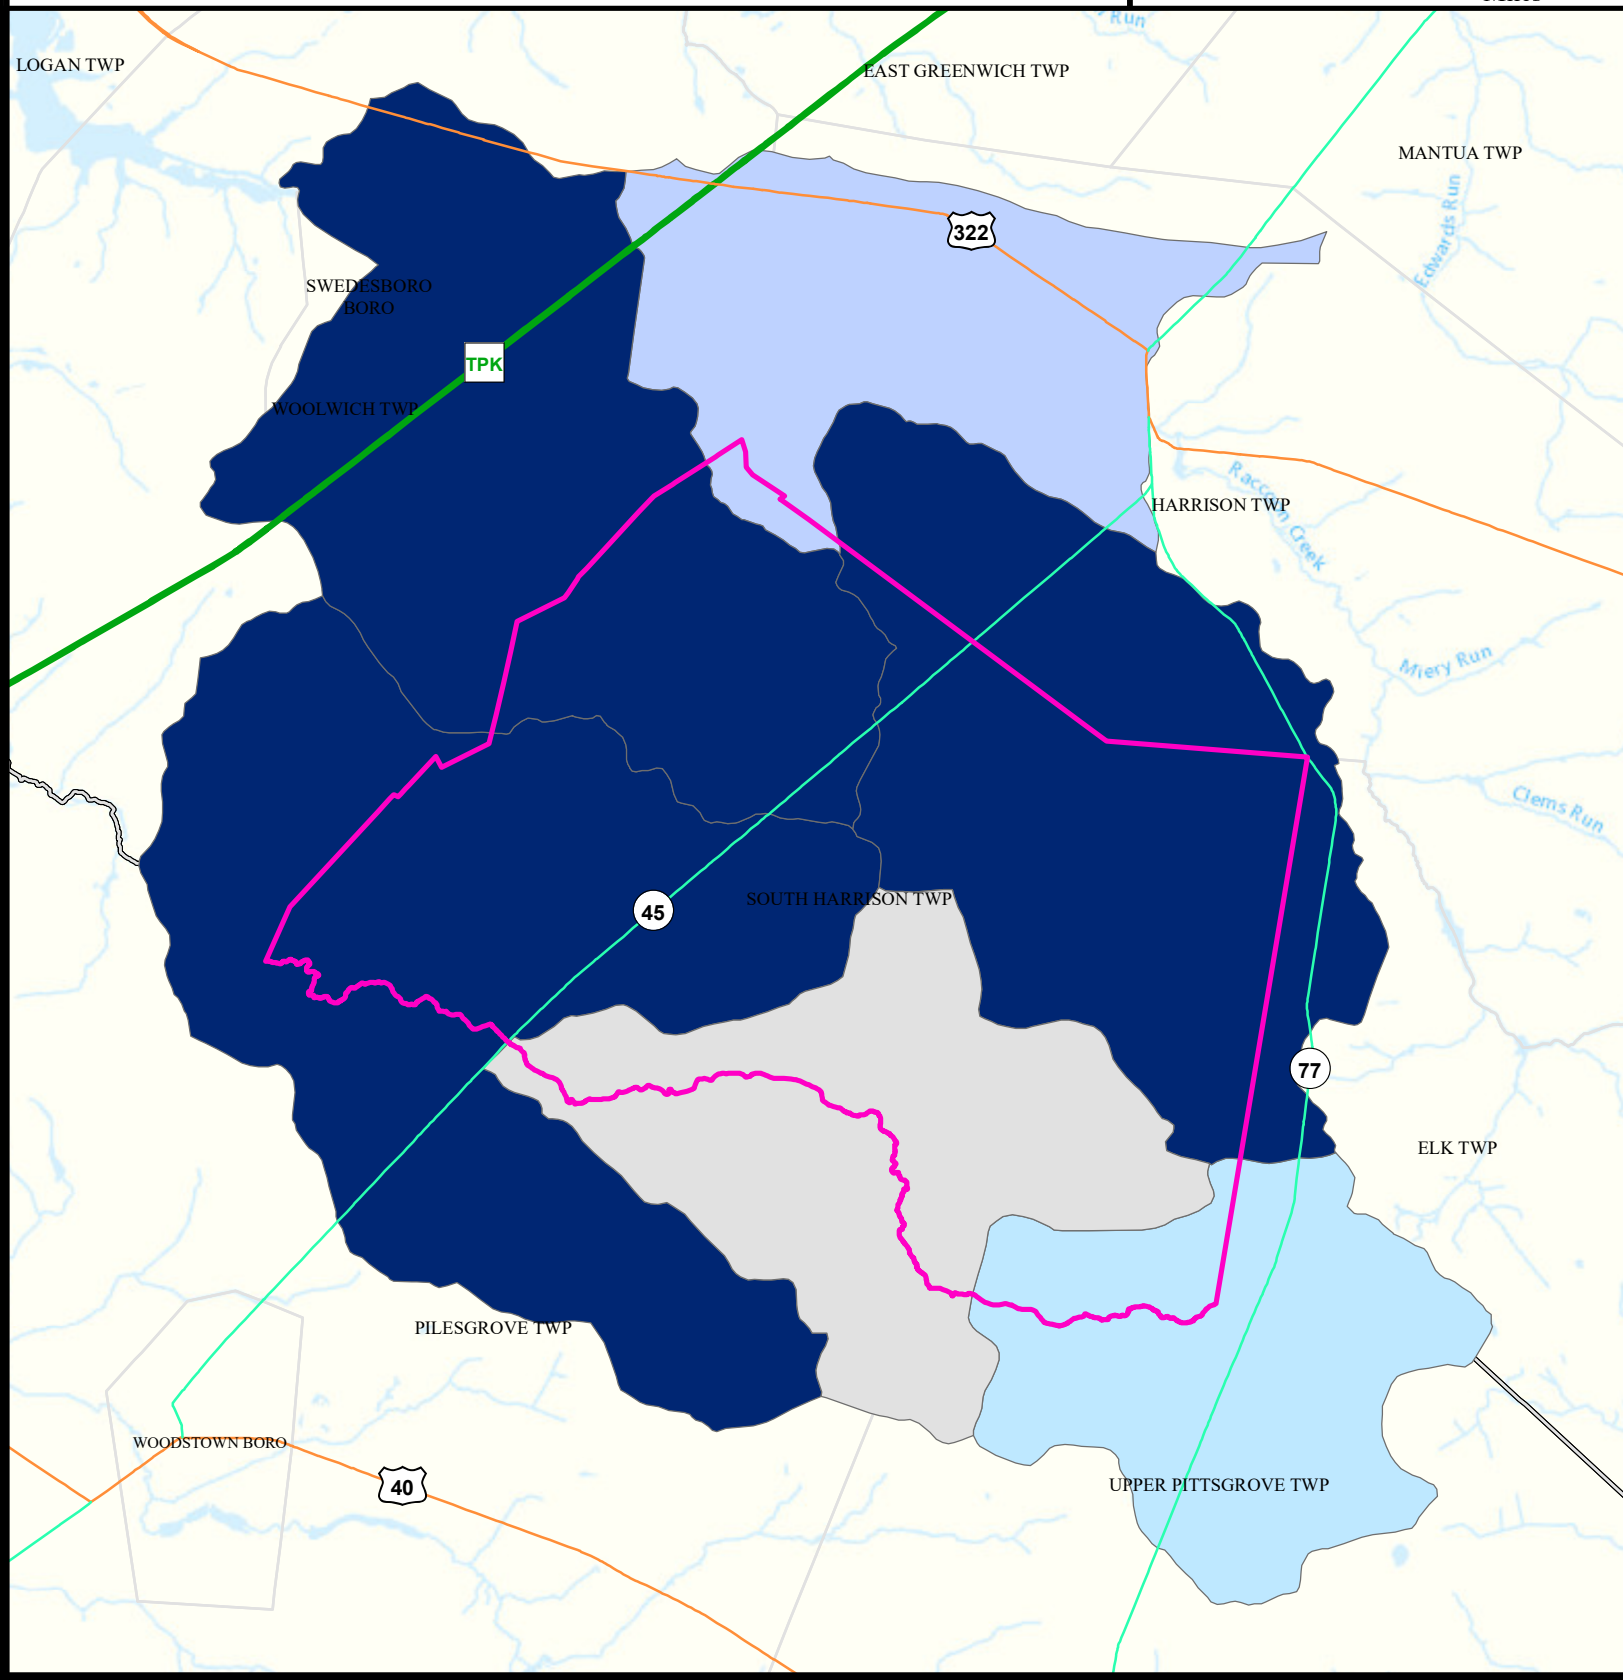 Run
LOGAN TWP
EAST GREENWICH TWP
MANTUA TWP
Edwards Run
322
SWEDESBORO
BORO
TPK
WOOLWICH TWP
Raccoon Creek
HARRISON TWP
Miery Run
Clems Run
SOUTH HARRISON TWP
45
77
ELK TWP
PILESGROVE TWP
WOODSTOWN BORO
40
UPPER PITTSGROVE TWP